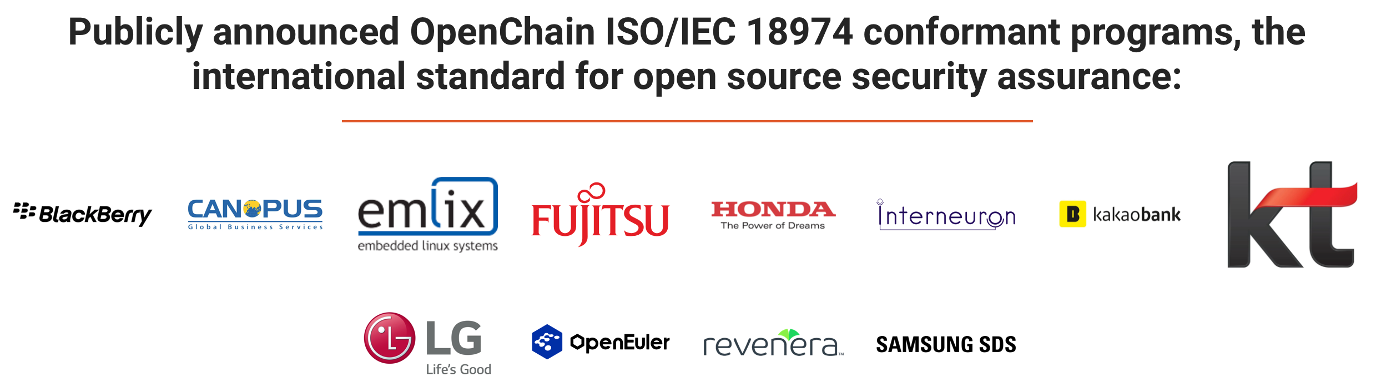 Publicly announced OpenChain ISO/IEC 18974 conformant programs, the
international standard for open source security assurance:
BlackBerry
CANOPUS
Global Business Services
emlix
embedded linux systems
FUJITSU
HONDA
The Power of Dreams
interneuron
B kakaobank
kt
LG
Life's Good
OpenEuler
revenera™
SAMSUNG SDS